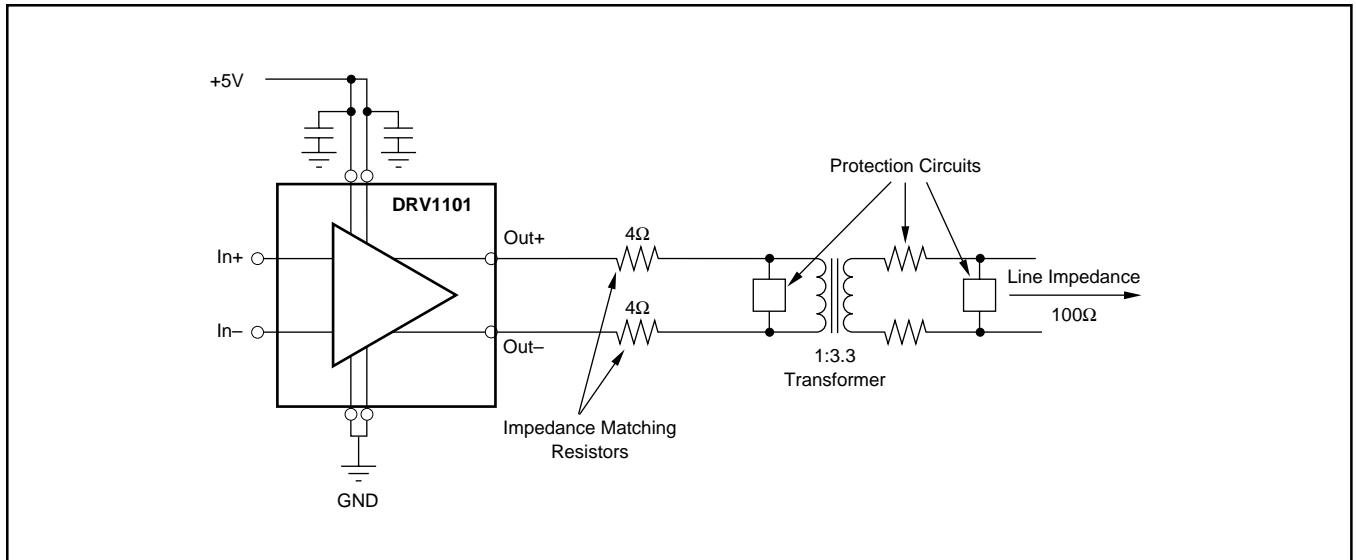 +5V
Protection Circuits
DRV1101
4Ω
Out+
In+
Line Impedance
4Ω
100Ω
In–
Out–
1:3.3
Transformer
Impedance Matching
Resistors
GND